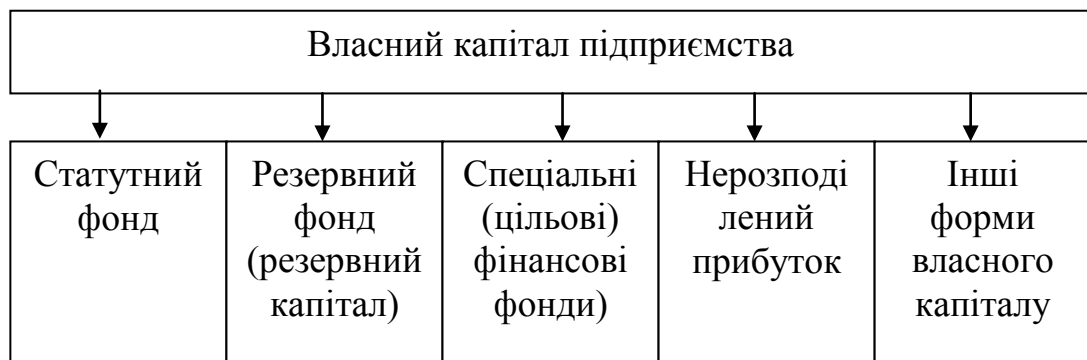 Власний капітал підприємства
Статутний
фонд
Резервний
фонд
(резервний
капітал)
Спеціальні
(цільові)
фінансові
фонди)
Нерозподі
лений
прибуток
Інші
форми
власного
капіталу